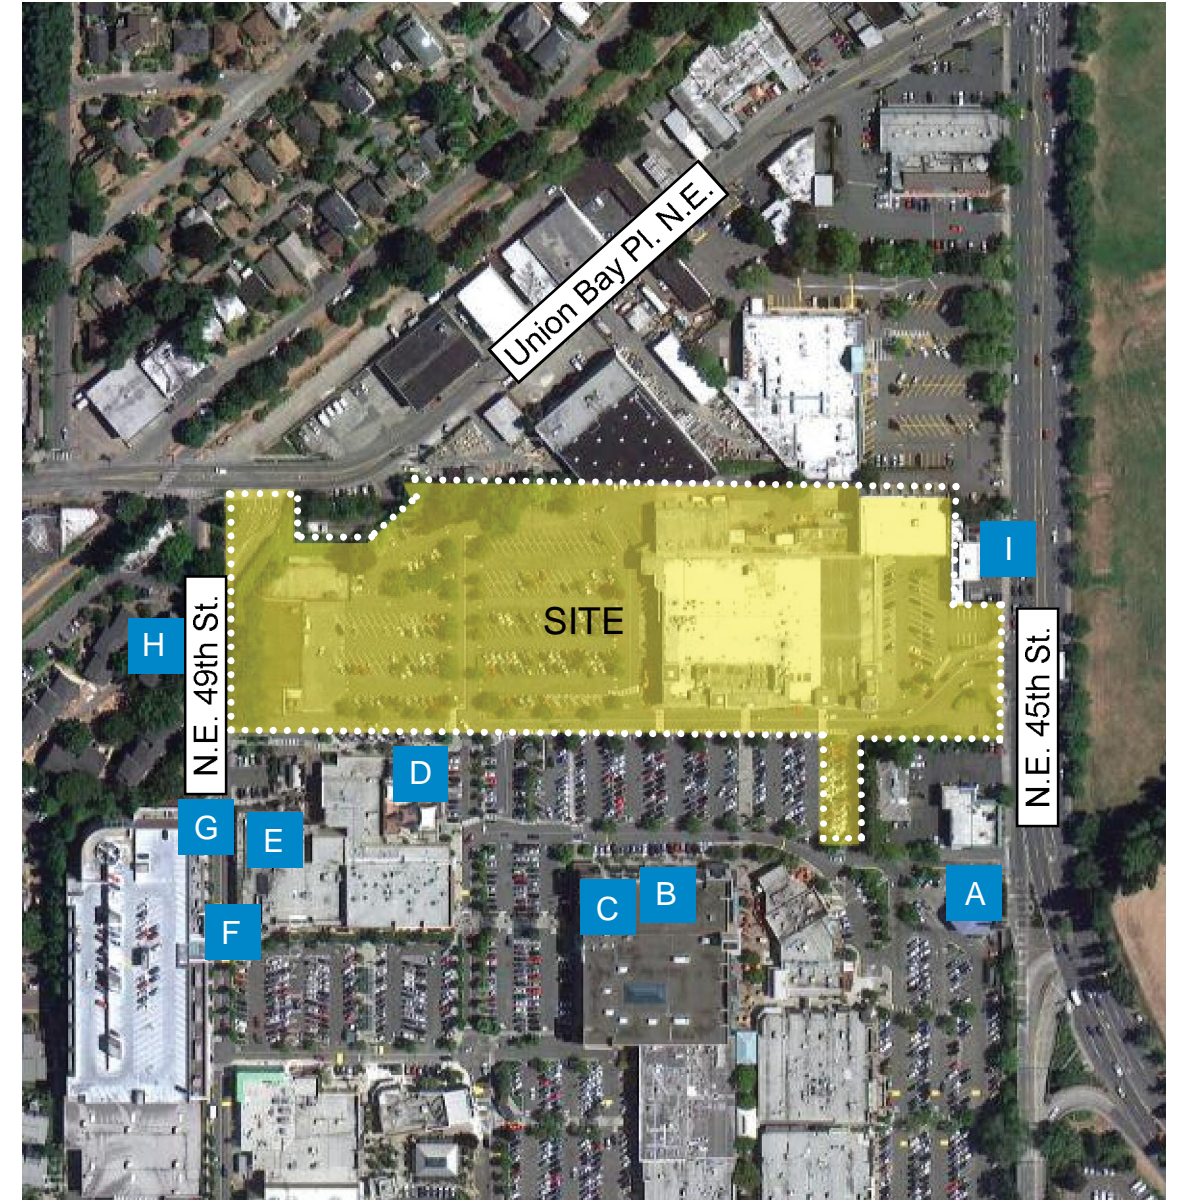 Union Bay Pl. N.E.
I
SITE
H
N.E. 49th St.
N.E. 45th St.
D
G
E
A
B
C
F